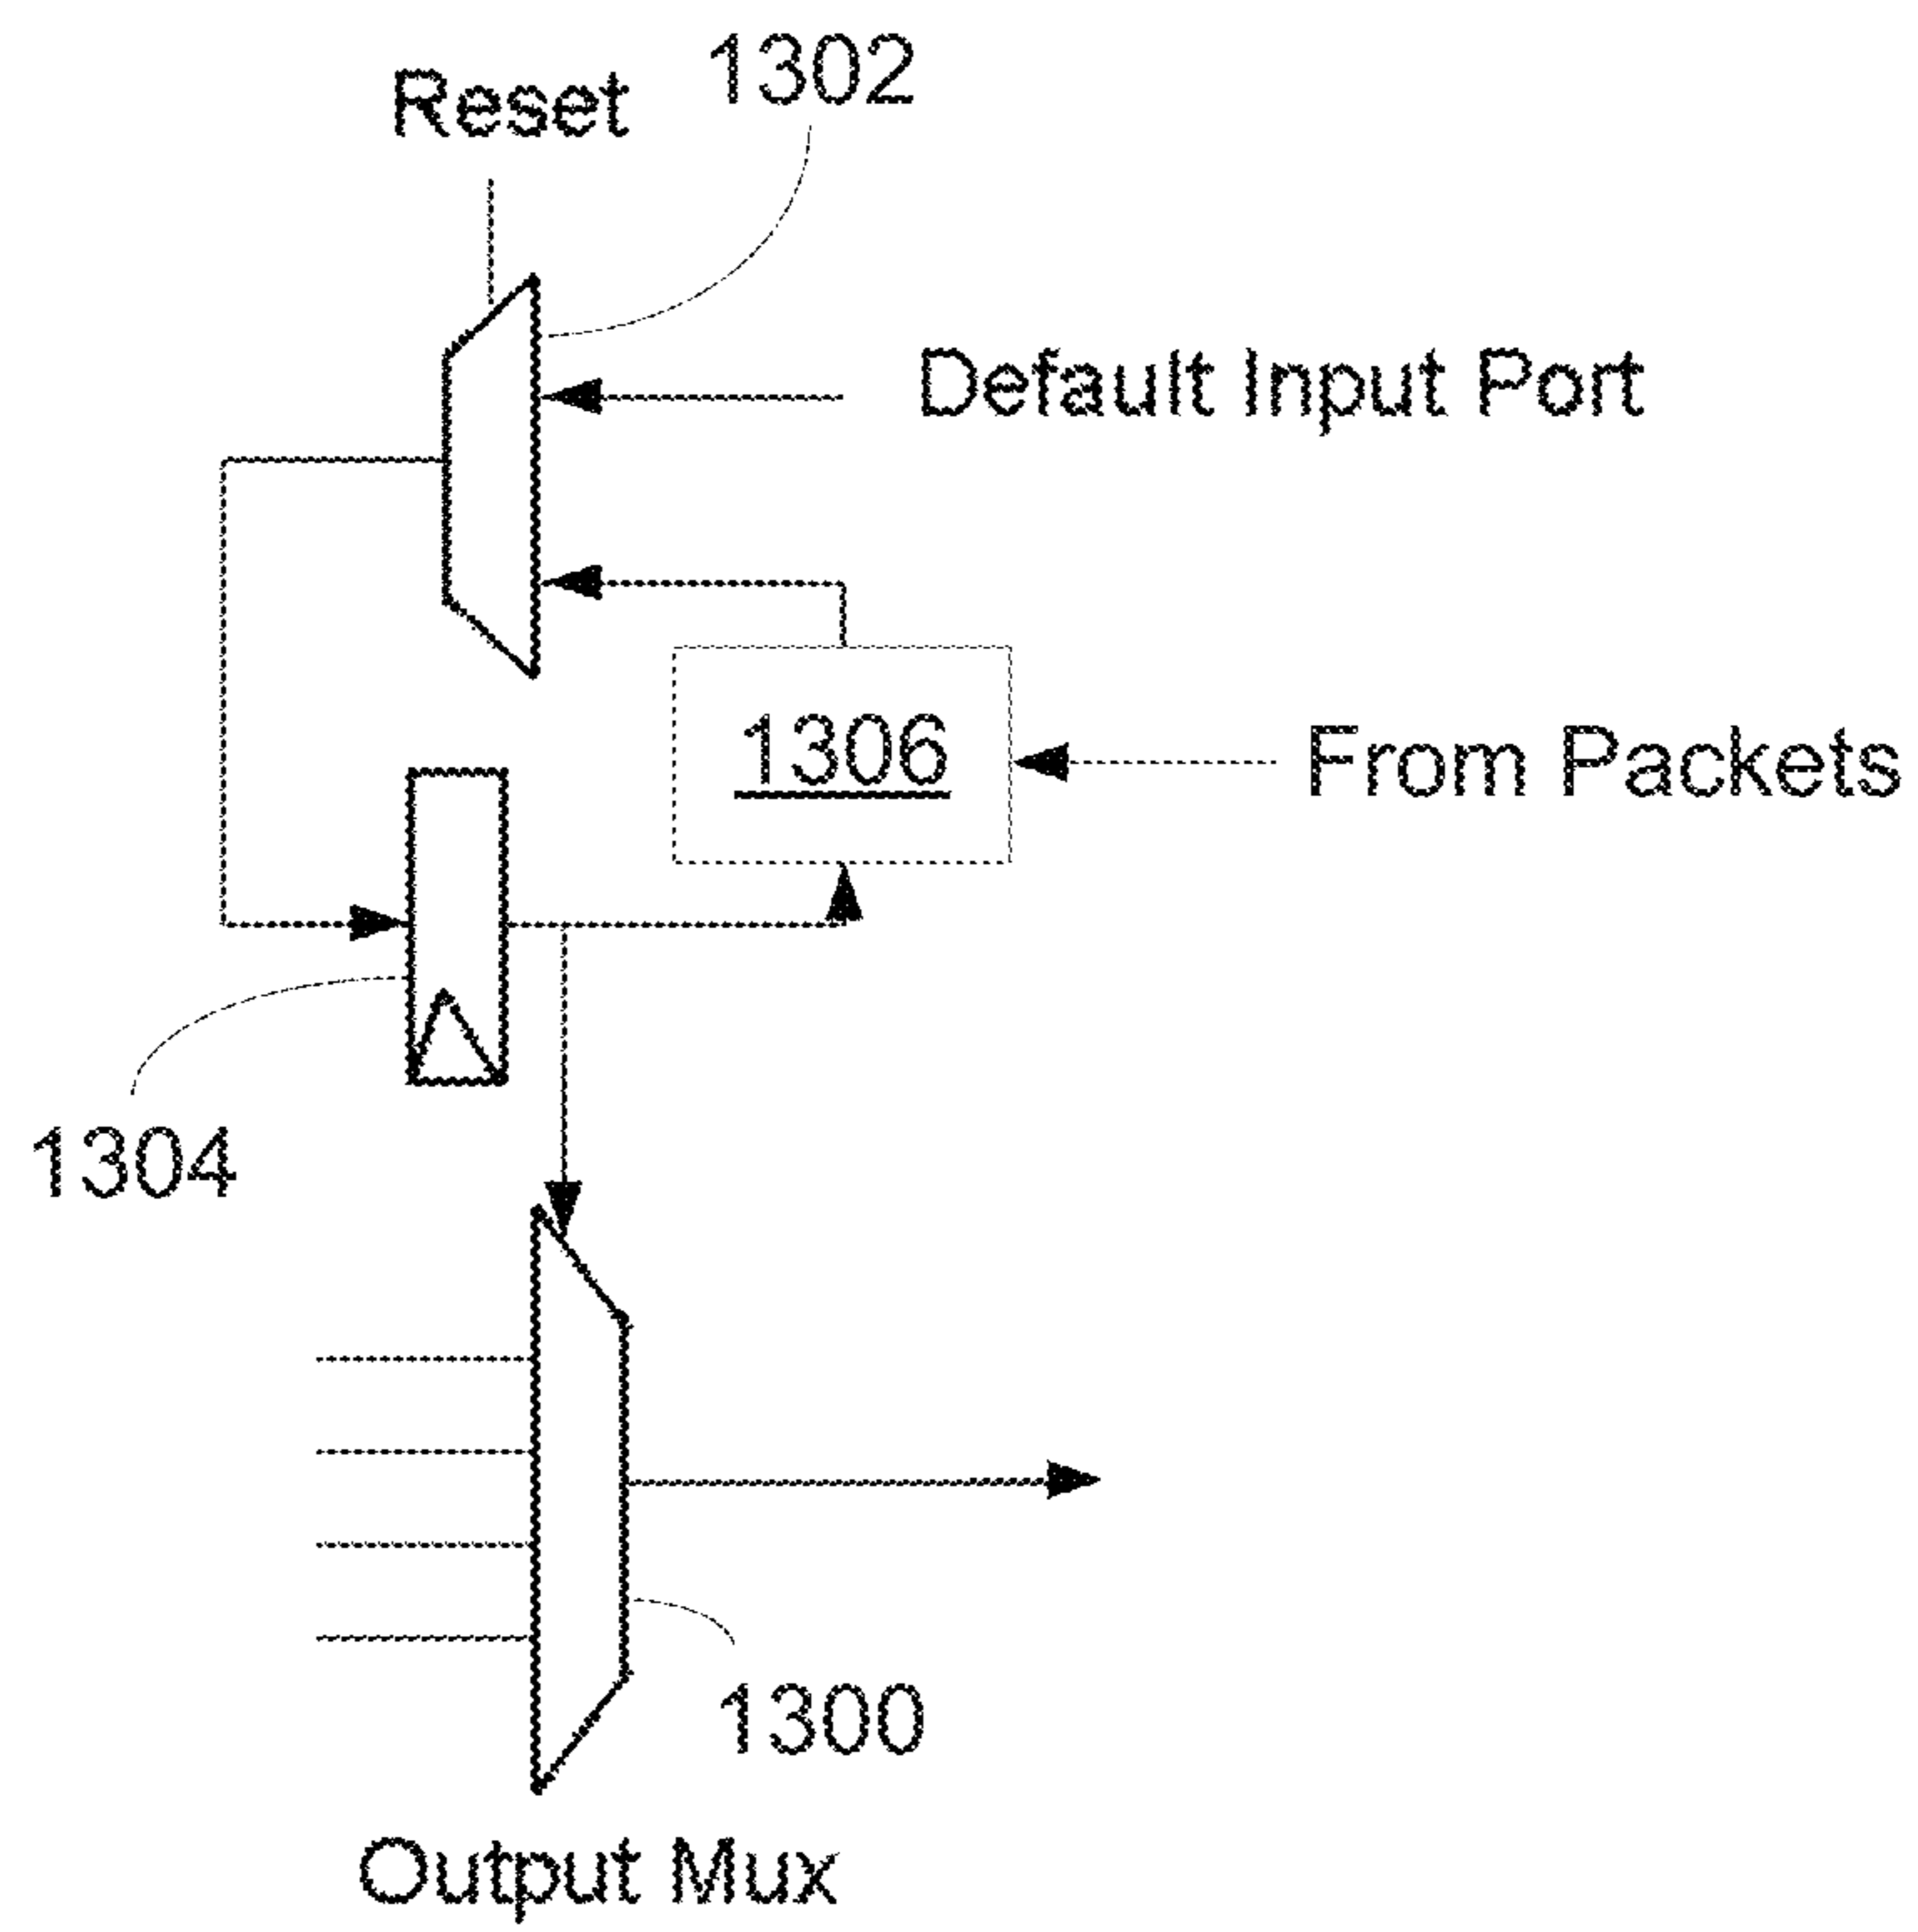 1302
Reset
Default Input Port
1306
From Packets
1304
1300
Output Mux